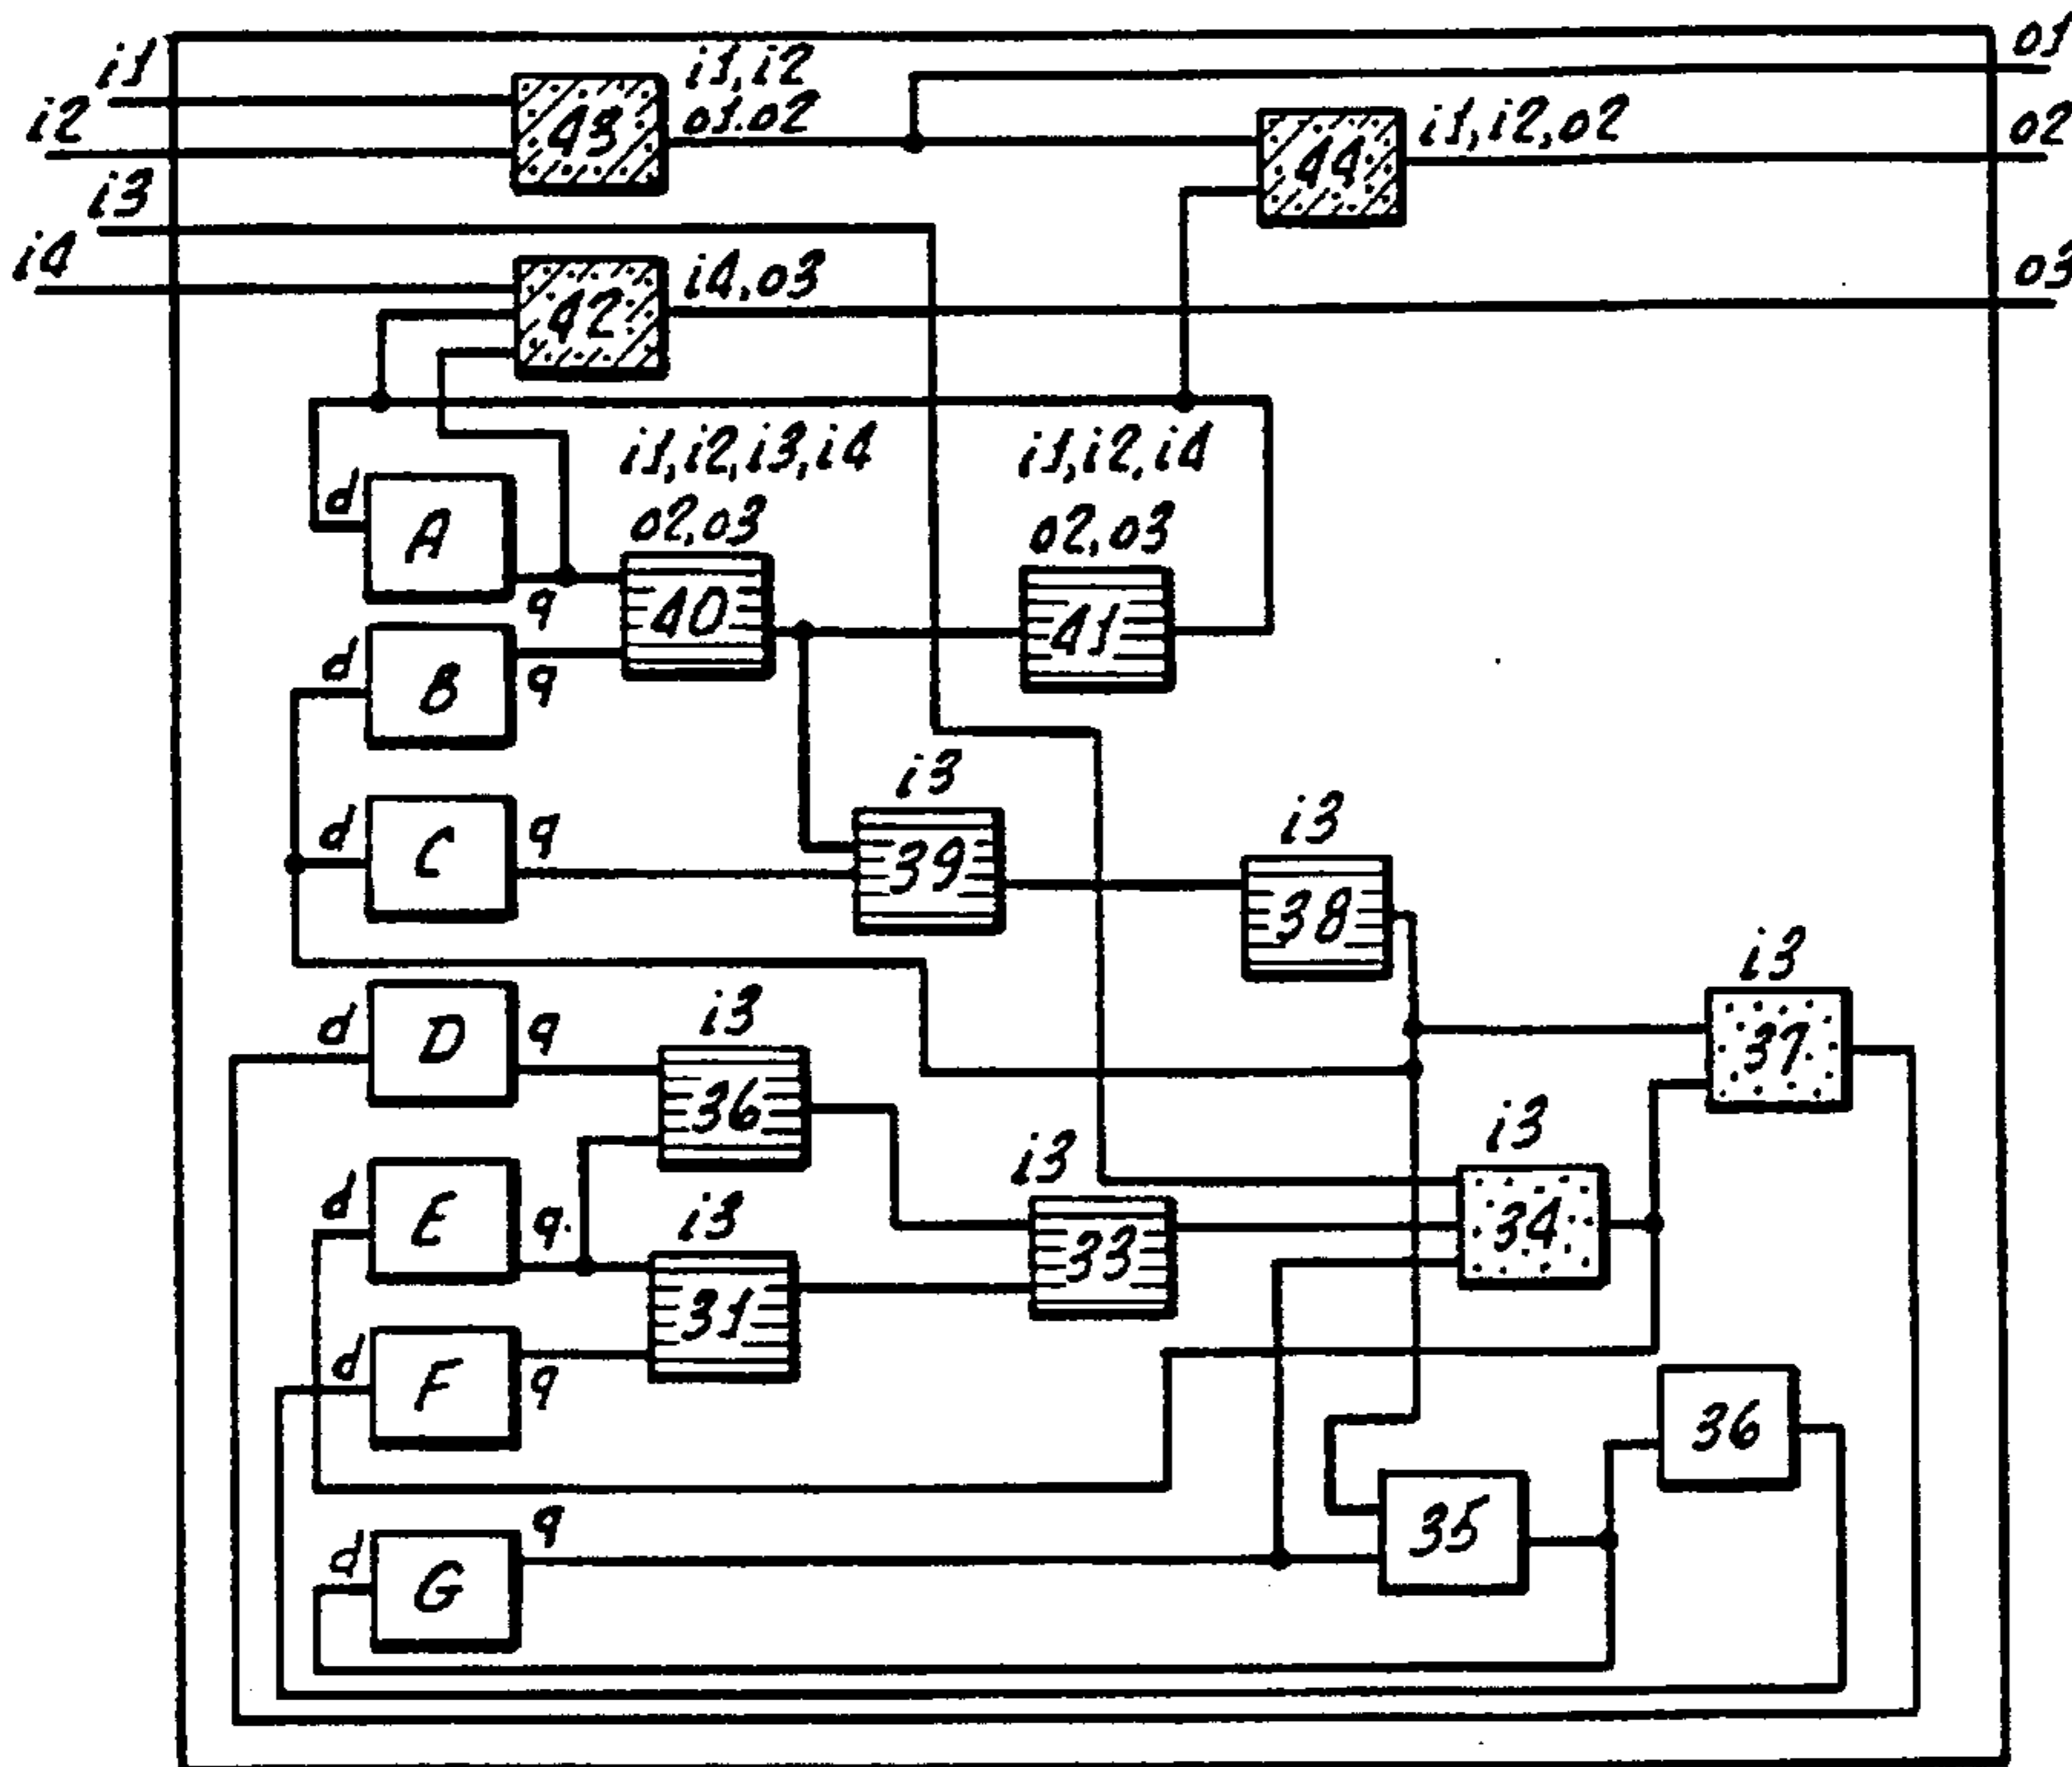 i1
o1
i1,i2
i2
43
o1.o2
i1,i2,o2
o2
44
i3
i4
i4,o3
o3
42
i1,i2,i3,i4
i1,i2,i4
d
A
o2,o3
o2,o3
q
40
41
d
B
q
i3
d
C
q
39
i3
38
i3
d
D
q
i3
37
36
i3
i3
d
E
q.
i3
34
33
31
d
F
q
36
q
35
d
G